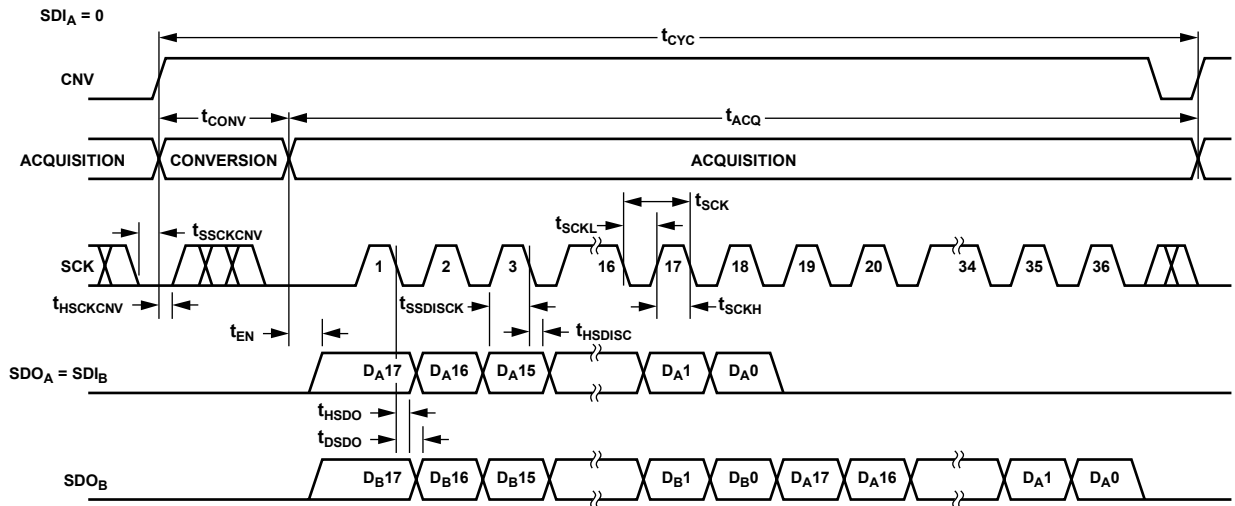 SDIA = 0
tCYC
CNV
tCONV
tACQ
ACQUISITION CONVERSION ACQUISITION
tSCK
tSSCKCNV
tSCKL
SCK 1 2 3 16 17 18 19 20 34 35 36
tHSCKCNV
tSSDISCK
tSCKH
tEN
tHSDISC
SDOA = SDIB DA17 DA16 DA15 DA1 DA0
tHSDO
tDSDO
SDOB DB17 DB16 DB15 DB1 DB0 DA17 DA16 DA1 DA0